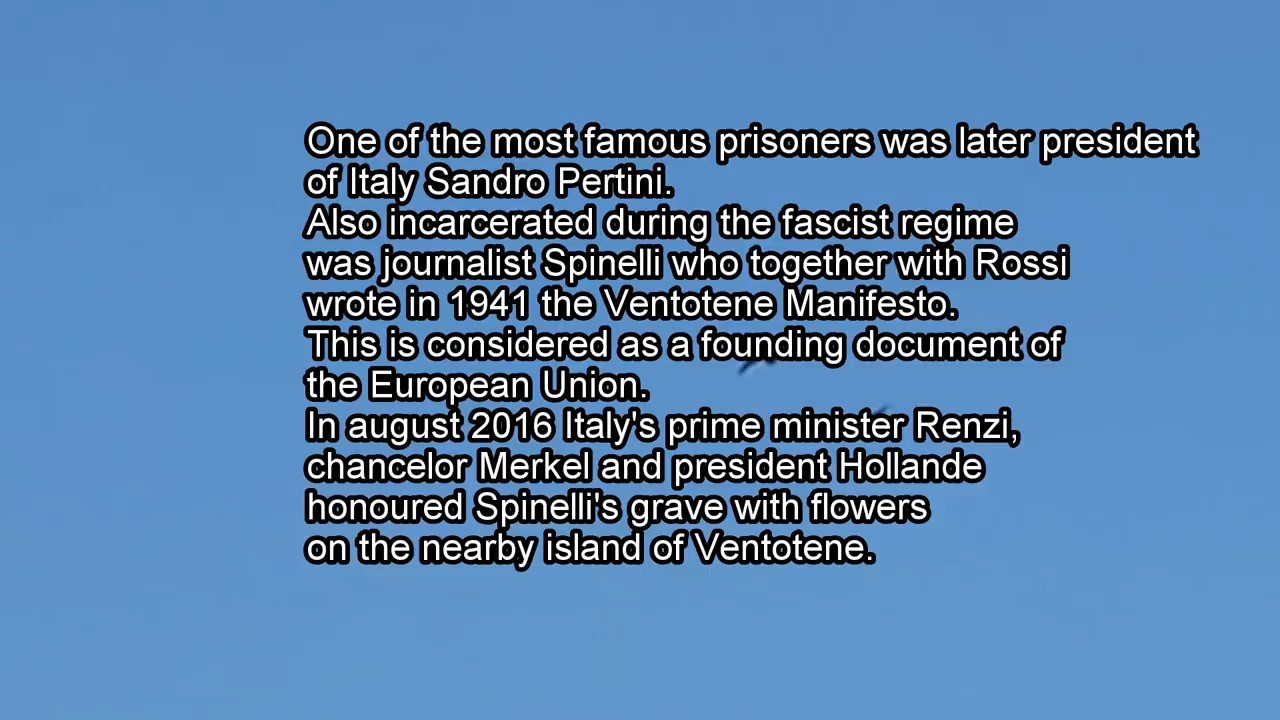 One of the most famous prisoners was later president
of Italy Sandro Pertini.
Also incarcerated during the fascist regime
was journalist Spinelli who together with Rossi
wrote in 1941 the Ventotene Manifesto.
This is considered as a founding document of
the European Union.
In august 2016 Italy's prime minister Renzi,
chancelor Merkel and president Hollande
honoured Spinelli's grave with flowers
on the nearby island of Ventotene.